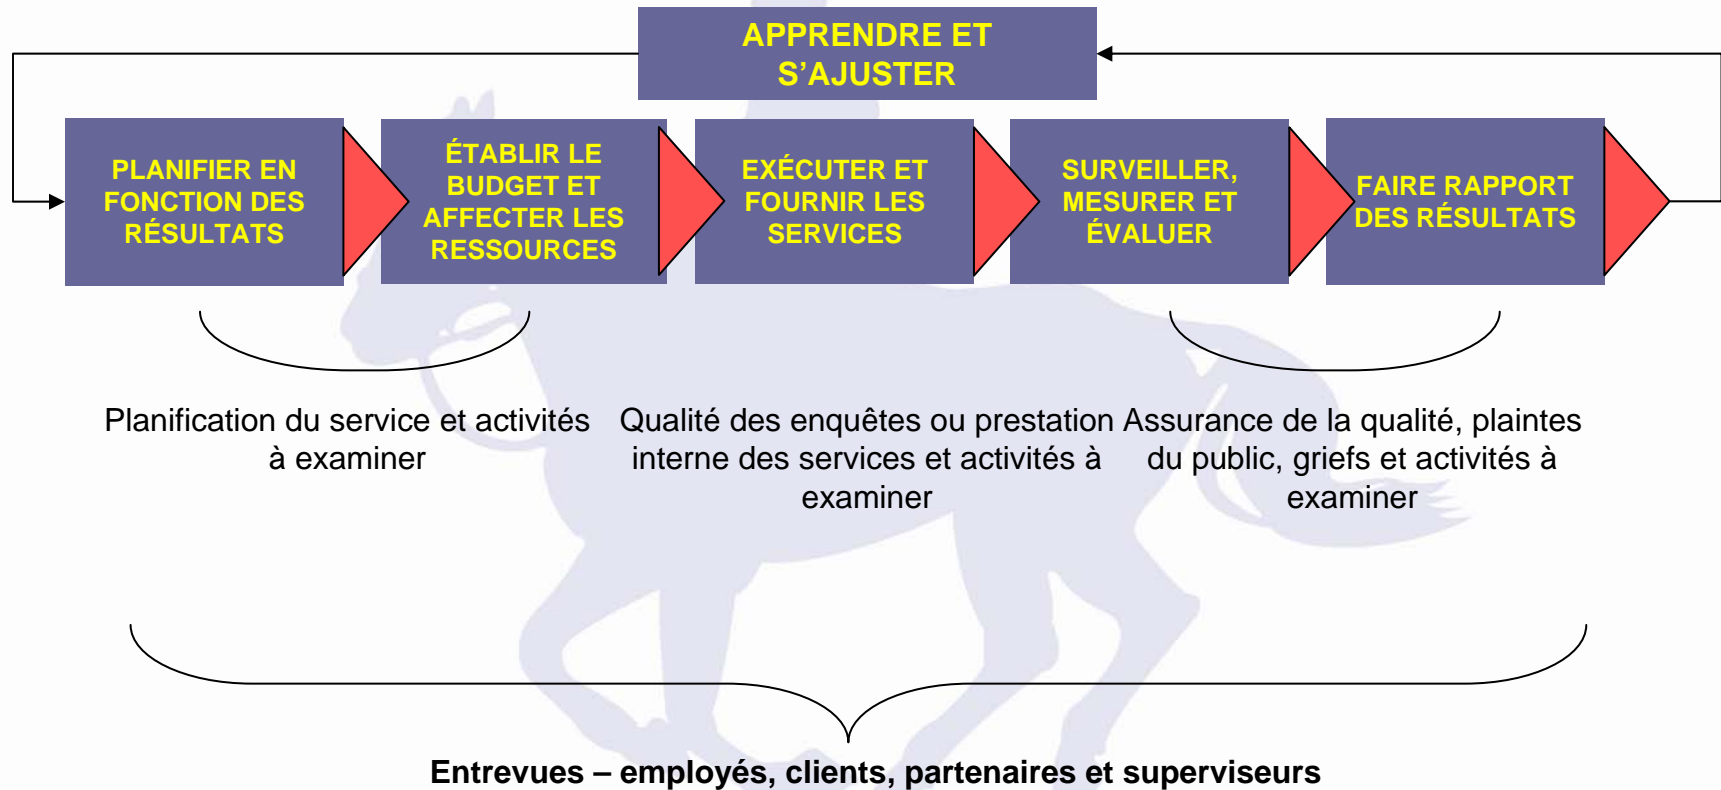 APPRENDRE ET
S’AJUSTER
PLANIFIER EN
FONCTION DES
RÉSULTATS
ÉTABLIR LE
BUDGET ET
AFFECTER LES
RESSOURCES
EXÉCUTER ET
FOURNIR LES
SERVICES
SURVEILLER,
MESURER ET
ÉVALUER
FAIRE RAPPORT
DES RÉSULTATS
Planification du service et activités
à examiner
Qualité des enquêtes ou prestation
interne des services et activités à
examiner
Assurance de la qualité, plaintes
du public, griefs et activités à
examiner
Entrevues – employés, clients, partenaires et superviseurs